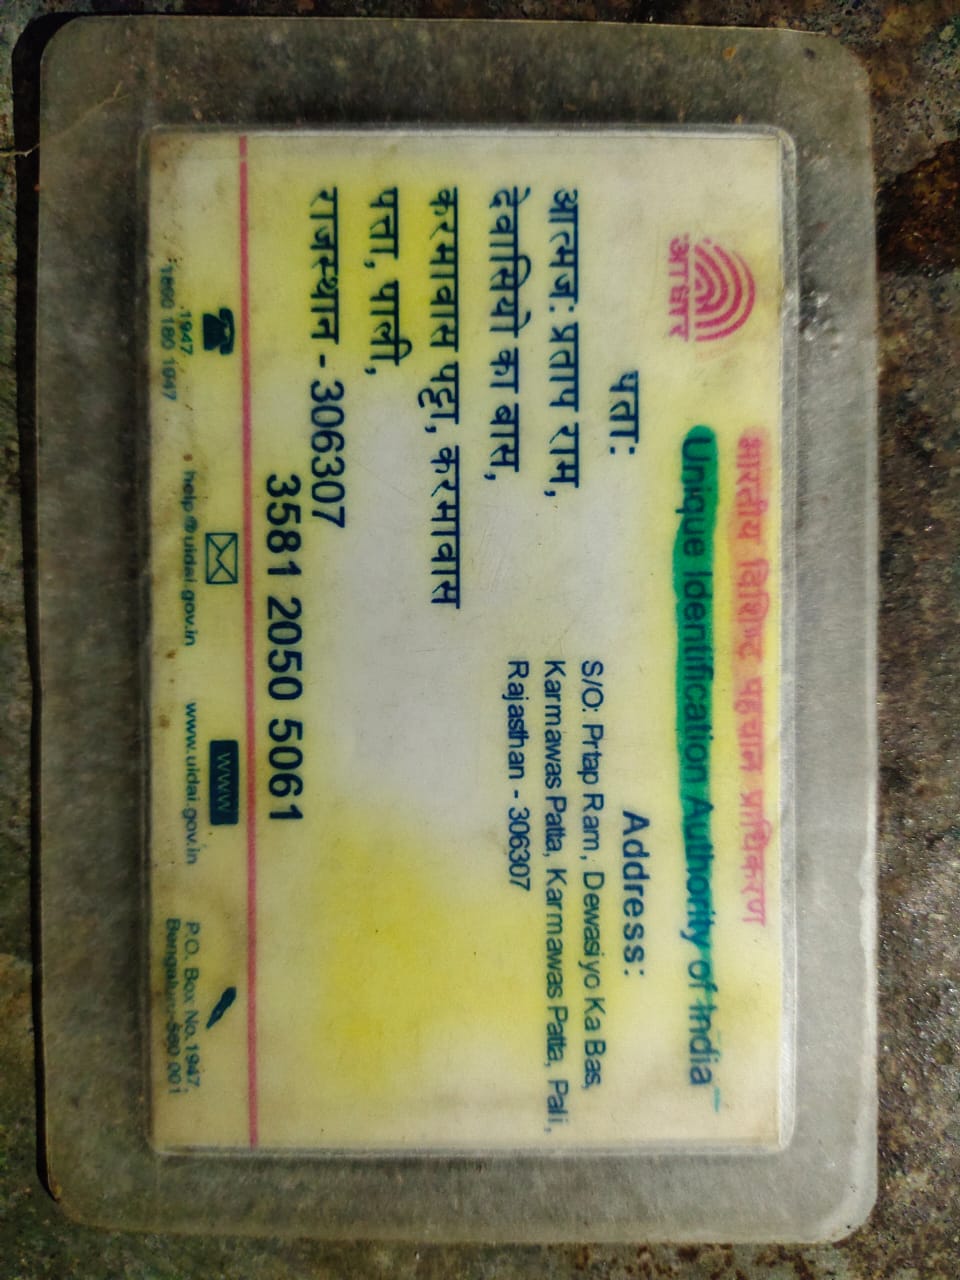 भारतीय विशिष्ट पहचान प्राधिकरण
Unique Identification Authority of India
आधार
पता:
आत्मज: प्रताप राम,
देवासियो का बास,
करमावास पट्टा, करमावास
पत्ता, पाली,
राजस्थान - 306307
Address:
S/O: Prtap Ram, Dewasiyo Ka Bas,
Karmawas Patta, Karmawas Patta, Pali,
Rajasthan - 306307
3581 2050 5061
1947
1800 180 1947
help@uidai.gov.in
WWW
www.uidai.gov.in
P.O. Box No. 1947,
Bengaluru-560 001